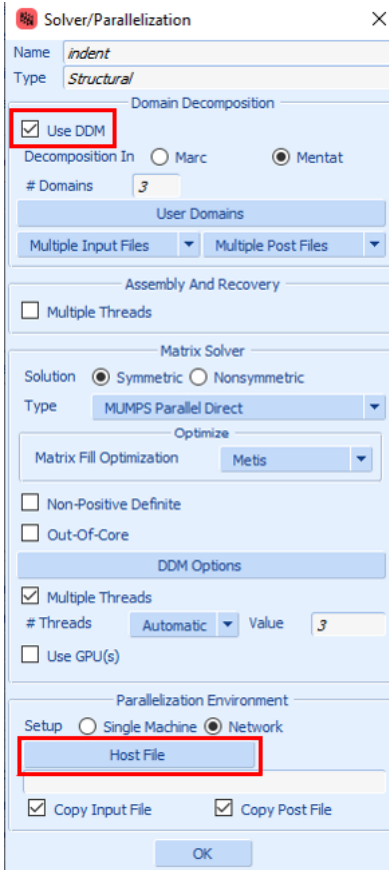 Solver/Parallelization
Name indent
Type Structural
Domain Decomposition
Use DDM
Decomposition In Marc Mentat
# Domains 3
User Domains
Multiple Input Files Multiple Post Files
Assembly And Recovery
Multiple Threads
Matrix Solver
Solution Symmetric Nonsymmetric
Type MUMPS Parallel Direct
Optimize
Matrix Fill Optimization Metis
Non-Positive Definite
Out-Of-Core
DDM Options
Multiple Threads
# Threads Automatic Value 3
Use GPU(s)
Parallelization Environment
Setup Single Machine Network
Host File
Copy Input File Copy Post File
OK